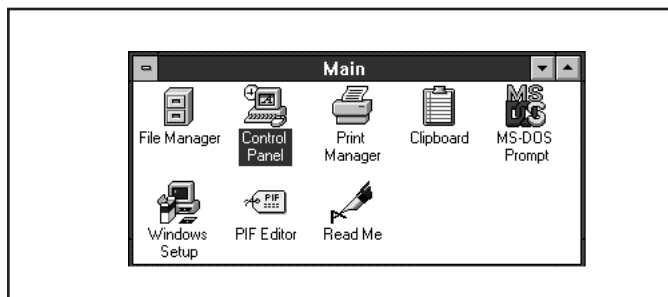 Main
File Manager
Control
Panel
Print
Manager
Clipboard
MS
DOS
MS-DOS
Prompt
Windows
Setup
PIF
PIF Editor
Read Me